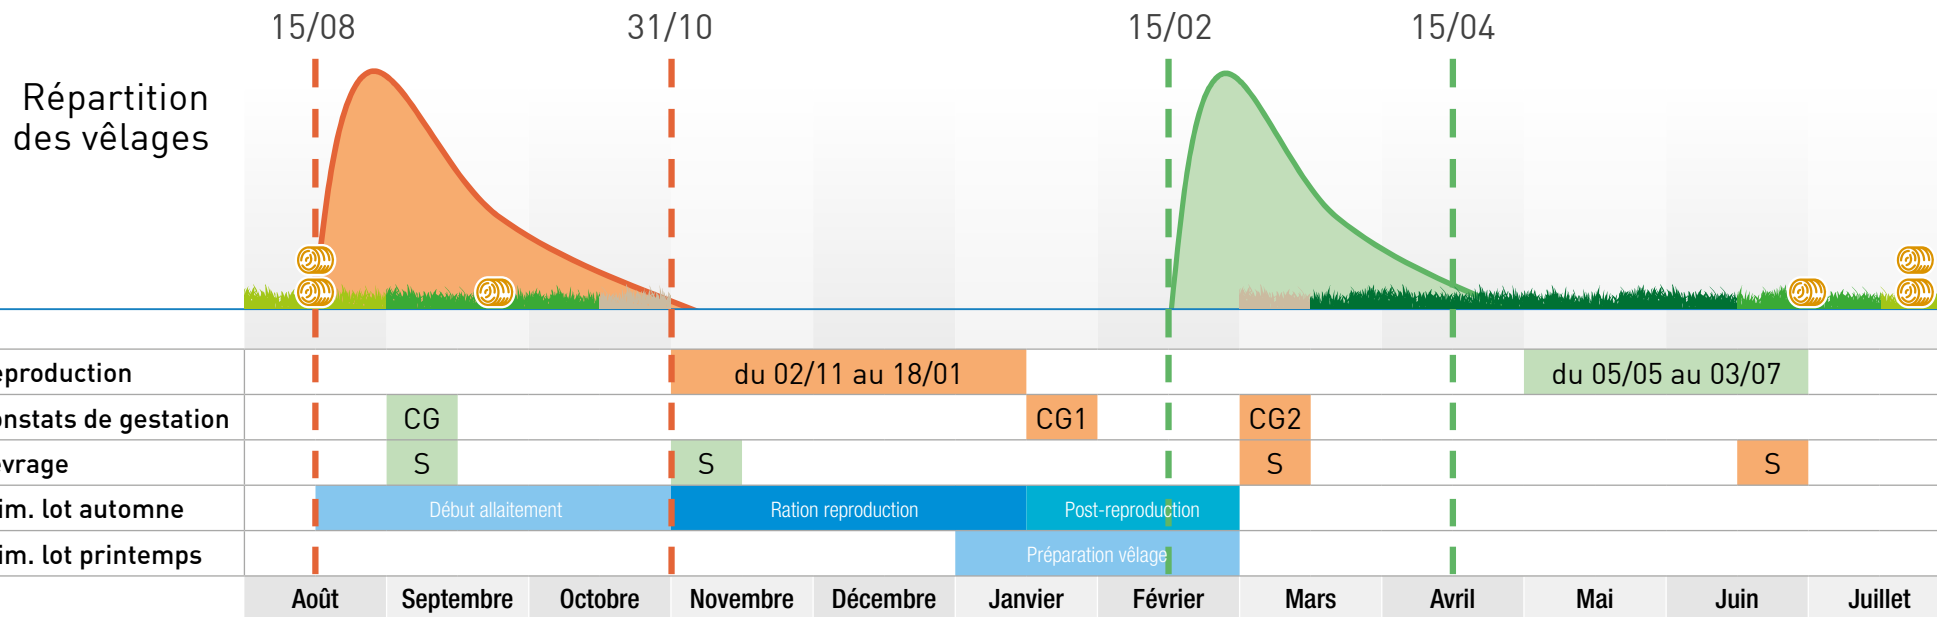 15/08 31/10 15/02 15/04
Répartition
des vêlages
eproduction du 02/11 au 18/01 du 05/05 au 03/07
onstats de gestation CG CG1 CG2
evrage S S S S
im. lot automne Début allaitement Ration reproduction Post-reproduction
im. lot printemps Préparation vêlage
Août Septembre Octobre Novembre Décembre Janvier Février Mars Avril Mai Juin Juillet